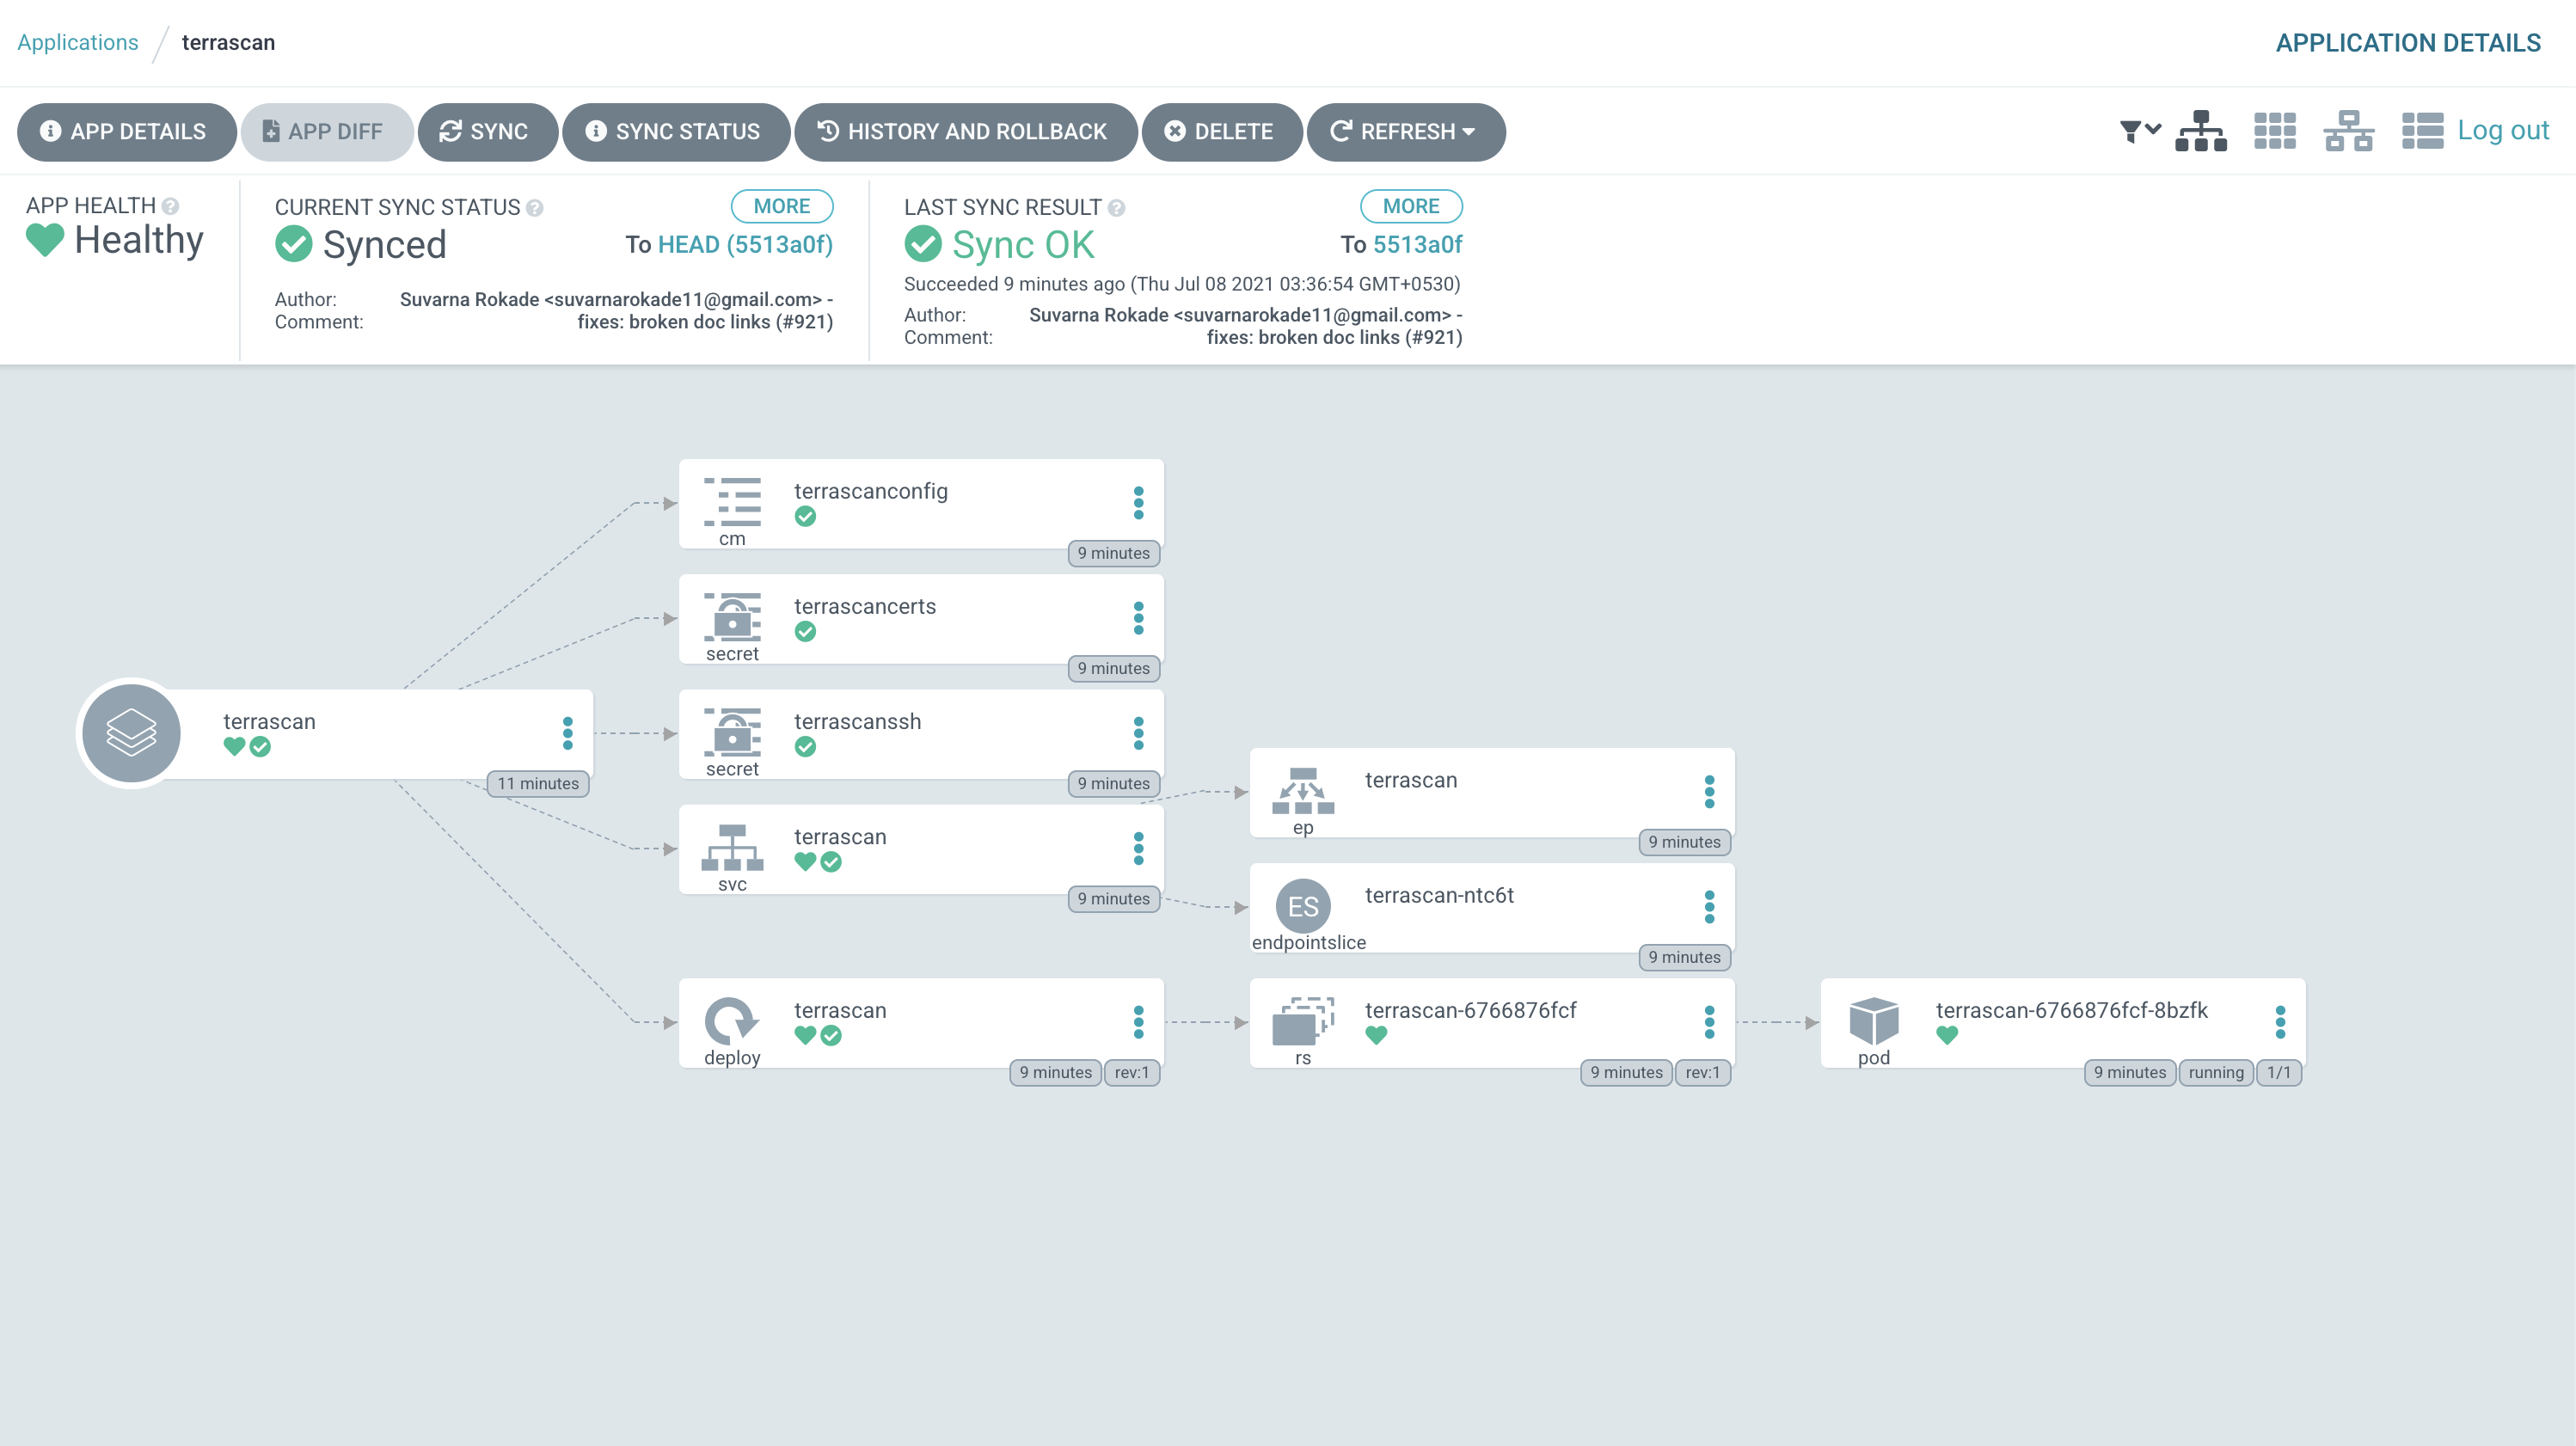 Applications / terrascan
APPLICATION DETAILS
APP DETAILS
APP DIFF
SYNC
SYNC STATUS
HISTORY AND ROLLBACK
DELETE
REFRESH
Log out
APP HEALTH
Healthy
CURRENT SYNC STATUS
MORE
Synced
To HEAD (5513a0f)
Author: Suvarna Rokade <suvarnarokade11@gmail.com> -
Comment: fixes: broken doc links (#921)
LAST SYNC RESULT
MORE
Sync OK
To 5513a0f
Succeeded 9 minutes ago (Thu Jul 08 2021 03:36:54 GMT+0530)
Author: Suvarna Rokade <suvarnarokade11@gmail.com> -
Comment: fixes: broken doc links (#921)
terrascan
11 minutes
terrascanconfig
cm
9 minutes
terrascancerts
secret
9 minutes
terrascanssh
secret
9 minutes
terrascan
svc
9 minutes
terrascan
ep
9 minutes
ES
terrascan-ntc6t
endpointslice
9 minutes
terrascan
deploy
9 minutes rev:1
terrascan-6766876fcf
rs
9 minutes rev:1
terrascan-6766876fcf-8bzfk
pod
9 minutes running 1/1